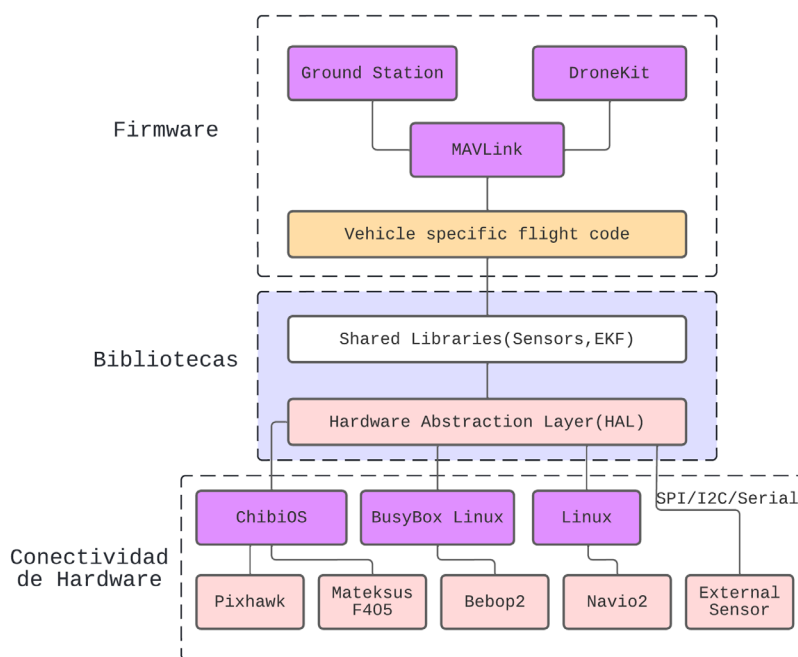 Ground Station
DroneKit
Firmware
MAVLink
Vehicle specific flight code
Shared Libraries(Sensors,EKF)
Bibliotecas
Hardware Abstraction Layer(HAL)
SPI/I2C/Serial
ChibiOS
BusyBox Linux
Linux
Conectividad
de Hardware
Pixhawk
Mateksus
F405
Bebop2
Navio2
External
Sensor